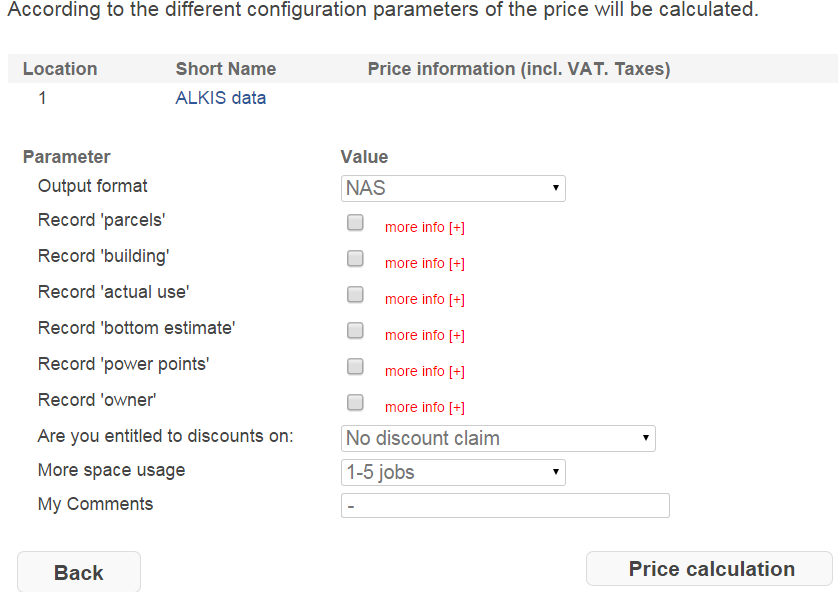 According to the different configuration parameters of the price will be calculated.
Location Short Name Price information (incl. VAT. Taxes)
1 ALKIS data
Parameter Value
Output format NAS
Record 'parcels' more info [+]
Record 'building' more info [+]
Record 'actual use' more info [+]
Record 'bottom estimate' more info [+]
Record 'power points' more info [+]
Record 'owner' more info [+]
Are you entitled to discounts on: No discount claim
More space usage 1-5 jobs
My Comments -
Back Price calculation